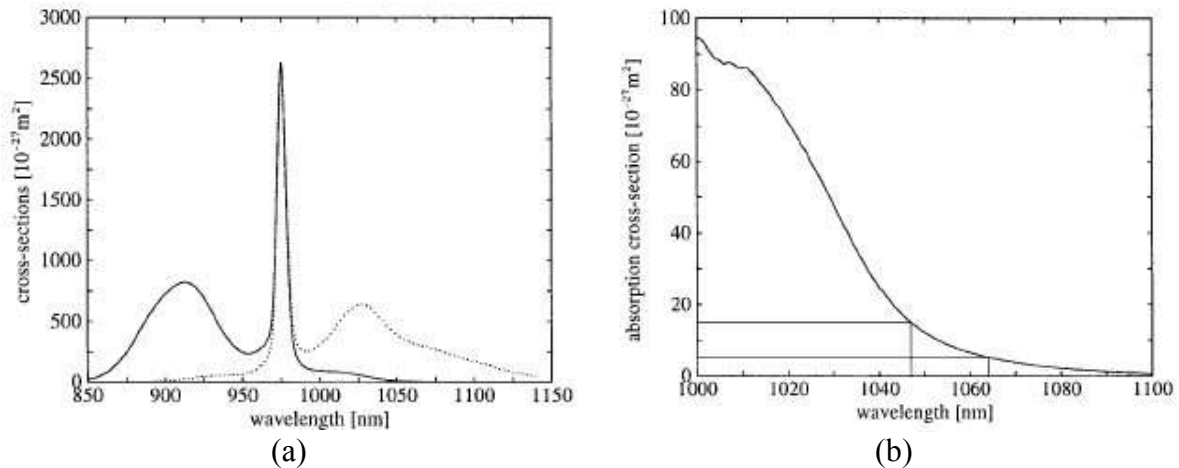 3000
2500
2000
1500
1000
500
0
cross-sections [10⁻²⁷m²]
850 900 950 1000 1050 1100 1150
wavelength [nm]
(a)
100
80
60
40
20
0
absorption cross-section [10⁻²⁷m²]
1000 1020 1040 1060 1080 1100
wavelength [nm]
(b)